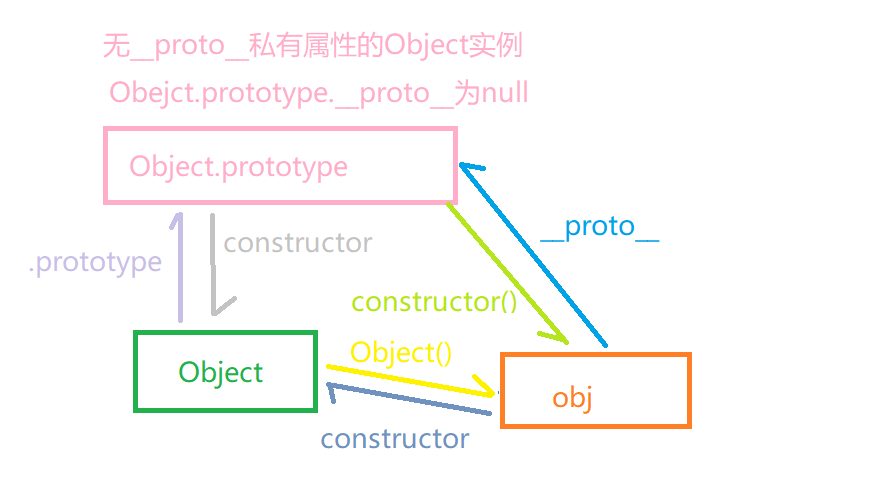 无__proto__私有属性的Object实例
Obejct.prototype.__proto__为null
Object.prototype
__proto__
constructor
.prototype
constructor()
Object()
Object
obj
constructor